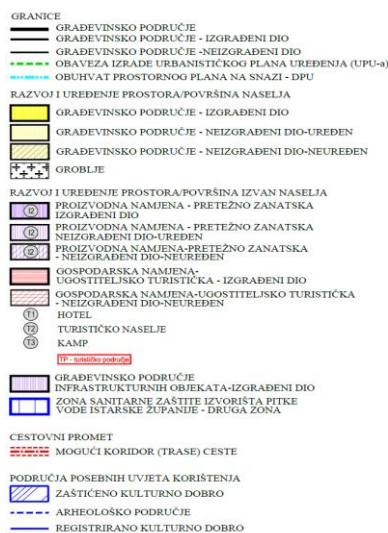 GRANICE
GRAĐEVINSKO PODRUČJE
GRAĐEVINSKO PODRUČJE - IZGRAĐENI DIO
GRAĐEVINSKO PODRUČJE -NEIZGRAĐENI DIO
OBAVEZA IZRADE URBANISTIČKOG PLANA UREĐENJA (UPU-a)
OBUHVAT PROSTORNOG PLANA NA SNAZI - DPU
RAZVOJ I UREĐENJE PROSTORA/POVRŠINA NASELJA
GRAĐEVINSKO PODRUČJE - IZGRAĐENI DIO
GRAĐEVINSKO PODRUČJE - NEIZGRAĐENI DIO-UREĐEN
GRAĐEVINSKO PODRUČJE - NEIZGRAĐENI DIO-NEUREĐEN
GROBLJE
RAZVOJ I UREĐENJE PROSTORA/POVRŠINA IZVAN NASELJA
I2 PROIZVODNA NAMJENA - PRETEŽNO ZANATSKA
IZGRAĐENI DIO
I2 PROIZVODNA NAMJENA - PRETEŽNO ZANATSKA
NEIZGRAĐENI DIO-UREĐEN
I2 PROIZVODNA NAMJENA-PRETEŽNO ZANATSKA
- NEIZGRAĐENI DIO-NEUREĐEN
GOSPODARSKA NAMJENA-
UGOSTITELJSKO TURISTIČKA - IZGRAĐENI DIO
GOSPODARSKA NAMJENA-UGOSTITELJSKO TURISTIČKA
- NEIZGRAĐENI DIO-NEUREĐEN
T1 HOTEL
T2 TURISTIČKO NASELJE
T3 KAMP
TP - turističko područje
GRAĐEVINSKO PODRUČJE
INFRASTRUKTURNIH OBJEKATA-IZGRAĐENI DIO
ZONA SANITARNE ZAŠTITE IZVORIŠTA PITKE
VODE ISTARSKE ŽUPANIJE - DRUGA ZONA
CESTOVNI PROMET
MOGUĆI KORIDOR (TRASE) CESTE
PODRUČJA POSEBNIH UVJETA KORIŠTENJA
ZAŠTIĆENO KULTURNO DOBRO
ARHEOLOŠKO PODRUČJE
REGISTRIRANO KULTURNO DOBRO